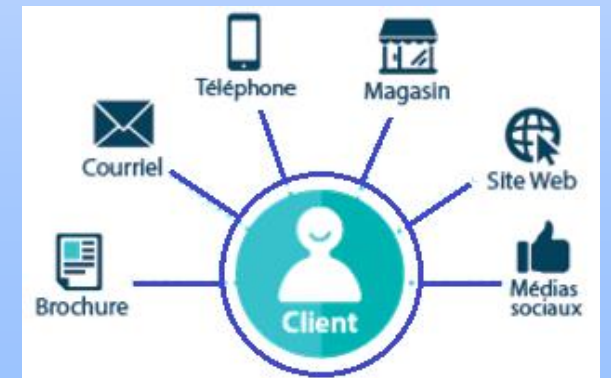 Téléphone
Magasin
Courriel
Site Web
Brochure
Médias
sociaux
Client